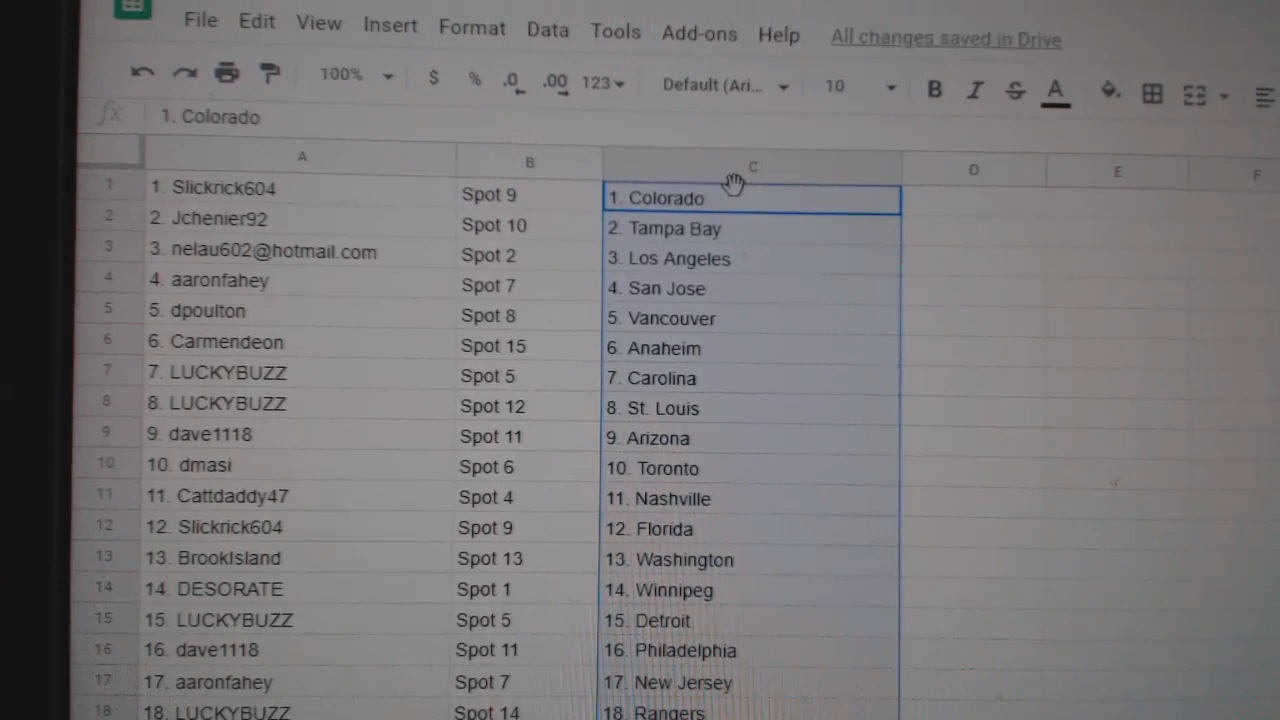 File Edit View Insert Format Data Tools Add-ons Help All changes saved in Drive
100% $ % .0 .00 123 Default (Ari... 10 B I S A
fx 1. Colorado
A B C D E F
1 1. Slickrick604 Spot 9 1. Colorado
2 2. Jchenier92 Spot 10 2. Tampa Bay
3 3. nelau602@hotmail.com Spot 2 3. Los Angeles
4 4. aaronfahey Spot 7 4. San Jose
5 5. dpoulton Spot 8 5. Vancouver
6 6. Carmendeon Spot 15 6. Anaheim
7 7. LUCKYBUZZ Spot 5 7. Carolina
8 8. LUCKYBUZZ Spot 12 8. St. Louis
9 9. dave1118 Spot 11 9. Arizona
10 10. dmasi Spot 6 10. Toronto
11 11. Cattdaddy47 Spot 4 11. Nashville
12 12. Slickrick604 Spot 9 12. Florida
13 13. BrookIsland Spot 13 13. Washington
14 14. DESORATE Spot 1 14. Winnipeg
15 15. LUCKYBUZZ Spot 5 15. Detroit
16 16. dave1118 Spot 11 16. Philadelphia
17 17. aaronfahey Spot 7 17. New Jersey
18 18. LUCKYBUZZ Spot 14 18. Rangers